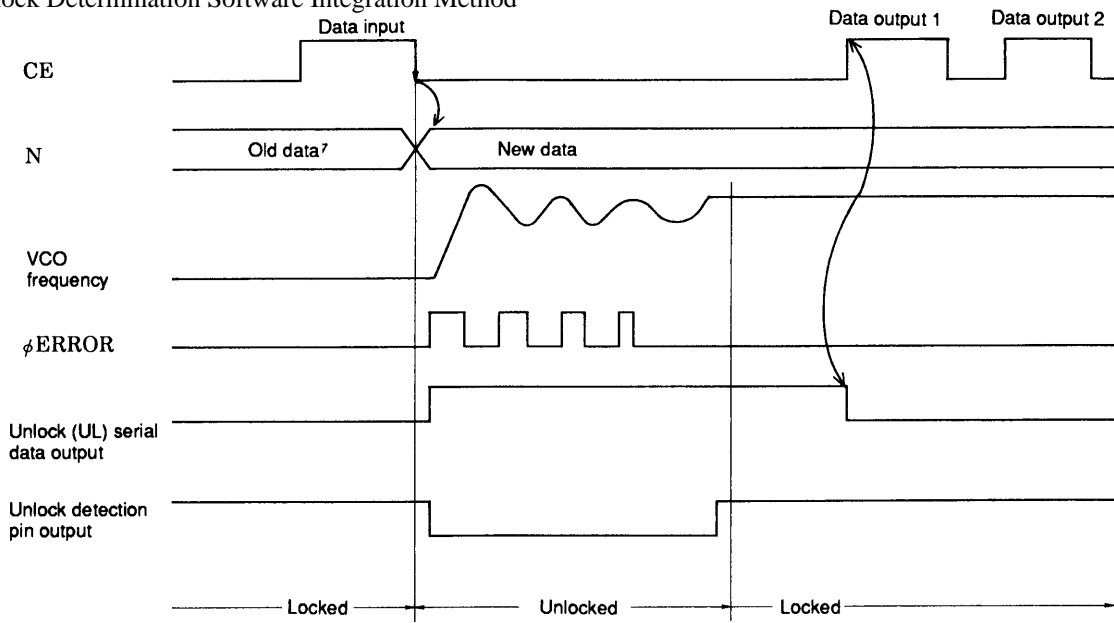 lock Determination Software Integration Method
Data input
Data output 1
Data output 2
CE
N
Old data7
New data
VCO
frequency
φERROR
Unlock (UL) serial
data output
Unlock detection
pin output
Locked
Unlocked
Locked